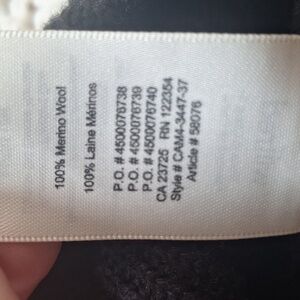 100% Merino Wool
100% Laine Mérinos
P.O. # 4500076738
P.O. # 4500076739
P.O. # 4500076740
CA 23725 RN 122354
Style # CAM4-3447-37
Article # 58076